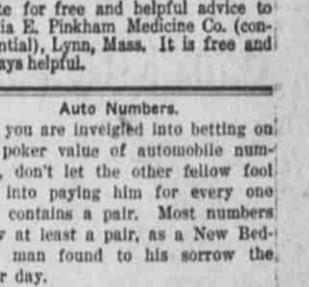 te for free and helpful advice to
ia E. Pinkham Medicine Co. (con-
ntial), Lynn, Mass. It is free and
ays helpful.
Auto Numbers.
you are inveigled into betting on
poker value of automobile num-
, don't let the other fellow fool
into paying him for every one
contains a pair. Most numbers
w at least a pair, as a New Bed-
man found to his sorrow the
r day.